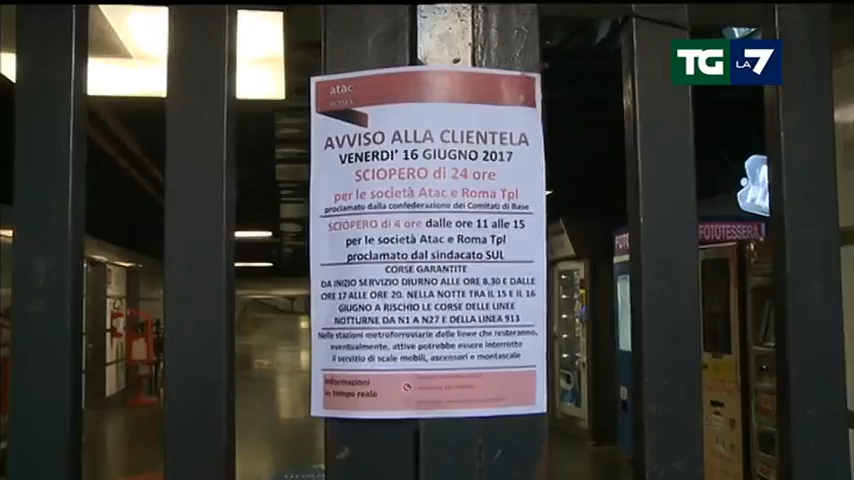 TG LA 7
atac
ROMA
AVVISO ALLA CLIENTELA
VENERDI' 16 GIUGNO 2017
SCIOPERO di 24 ore
per le società Atac e Roma Tpl
proclamato dalla confederazione dei Comitati di Base
SCIOPERO di 4 ore dalle ore 11 alle 15
per le società Atac e Roma Tpl
proclamato dal sindacato SUL
CORSE GARANTITE
DA INIZIO SERVIZIO DIURNO ALLE ORE 8.30 E DALLE
ORE 17 ALLE ORE 20. NELLA NOTTE TRA IL 15 E IL 16
GIUGNO A RISCHIO LE CORSE DELLE LINEE
NOTTURNE DA N1 A N27 E DELLA LINEA 913
Nelle stazioni metroferroviarie delle linee che resteranno,
eventualmente, attive potrebbe essere interrotto
il servizio di scale mobili, ascensori e montascale
Informazioni
in tempo reale
FOTOTESSERA